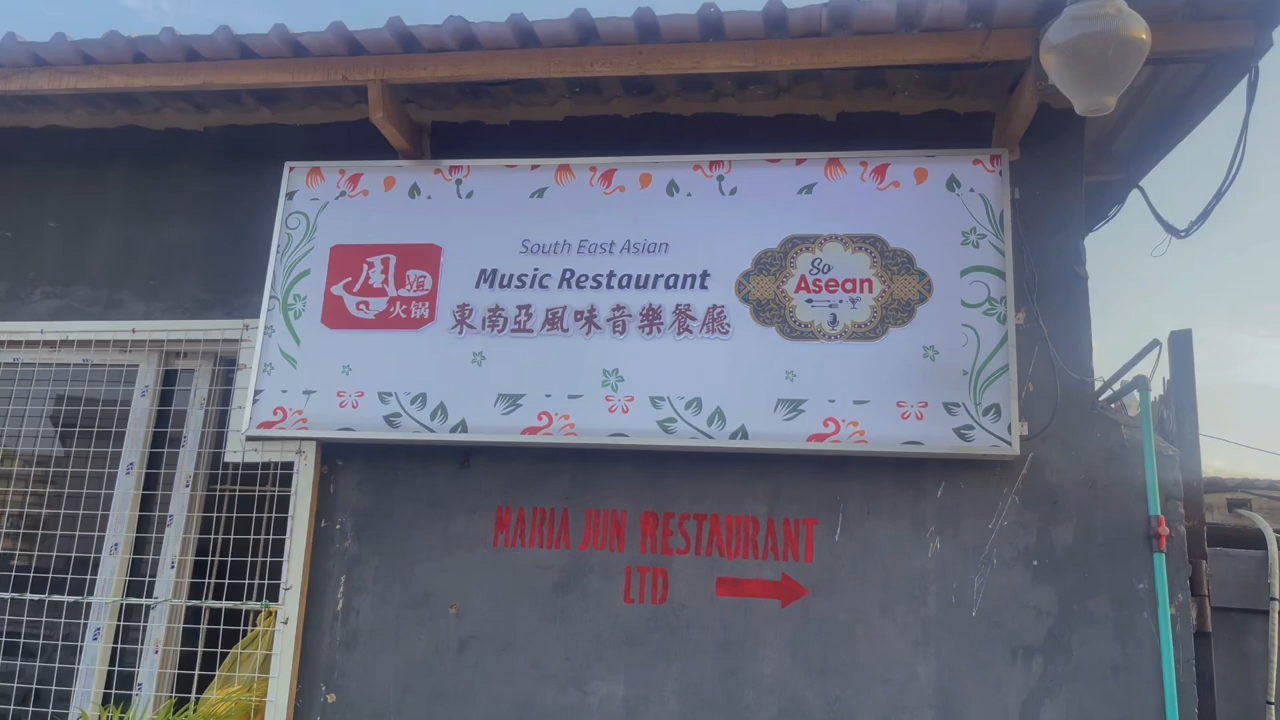 周
姐
火锅
South East Asian
Music Restaurant
東南亞風味音樂餐廳
So
Asean
MARIA JUN RESTAURANT
LTD